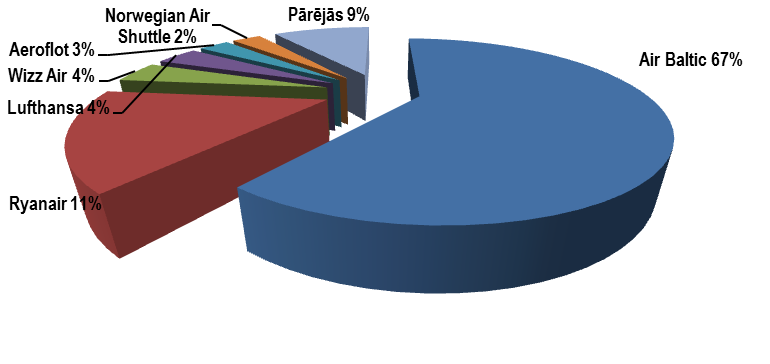 Norwegian Air
Shuttle 2%
Pārējās 9%
Aeroflot 3%
Air Baltic 67%
Wizz Air 4%
Lufthansa 4%
Ryanair 11%